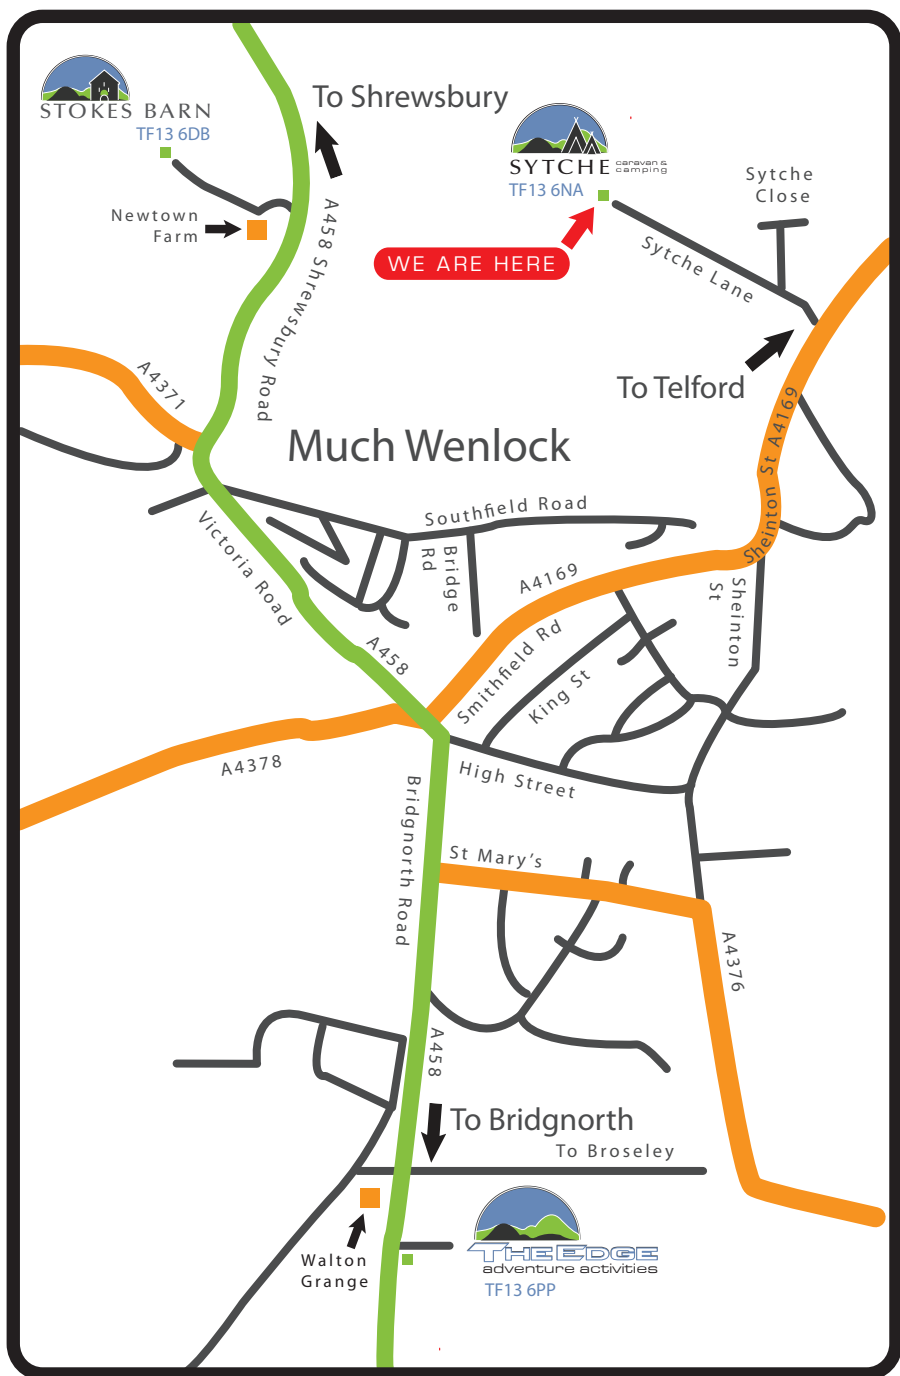 STOKES BARN
TF13 6DB
To Shrewsbury
SYTCHE caravan &
camping
TF13 6NA
Sytche
Close
Newtown
Farm
WE ARE HERE
Sytche Lane
A458 Shrewsbury Road
A4371
To Telford
Sheinton St A4169
Much Wenlock
Southfield Road
Bridge
Rd
Victoria Road
A4169
Sheinton
St
A458
Smithfield Rd
King St
A4378
High Street
Bridgnorth Road
St Mary's
A4376
A458
To Bridgnorth
To Broseley
Walton
Grange
THE EDGE
adventure activities
TF13 6PP